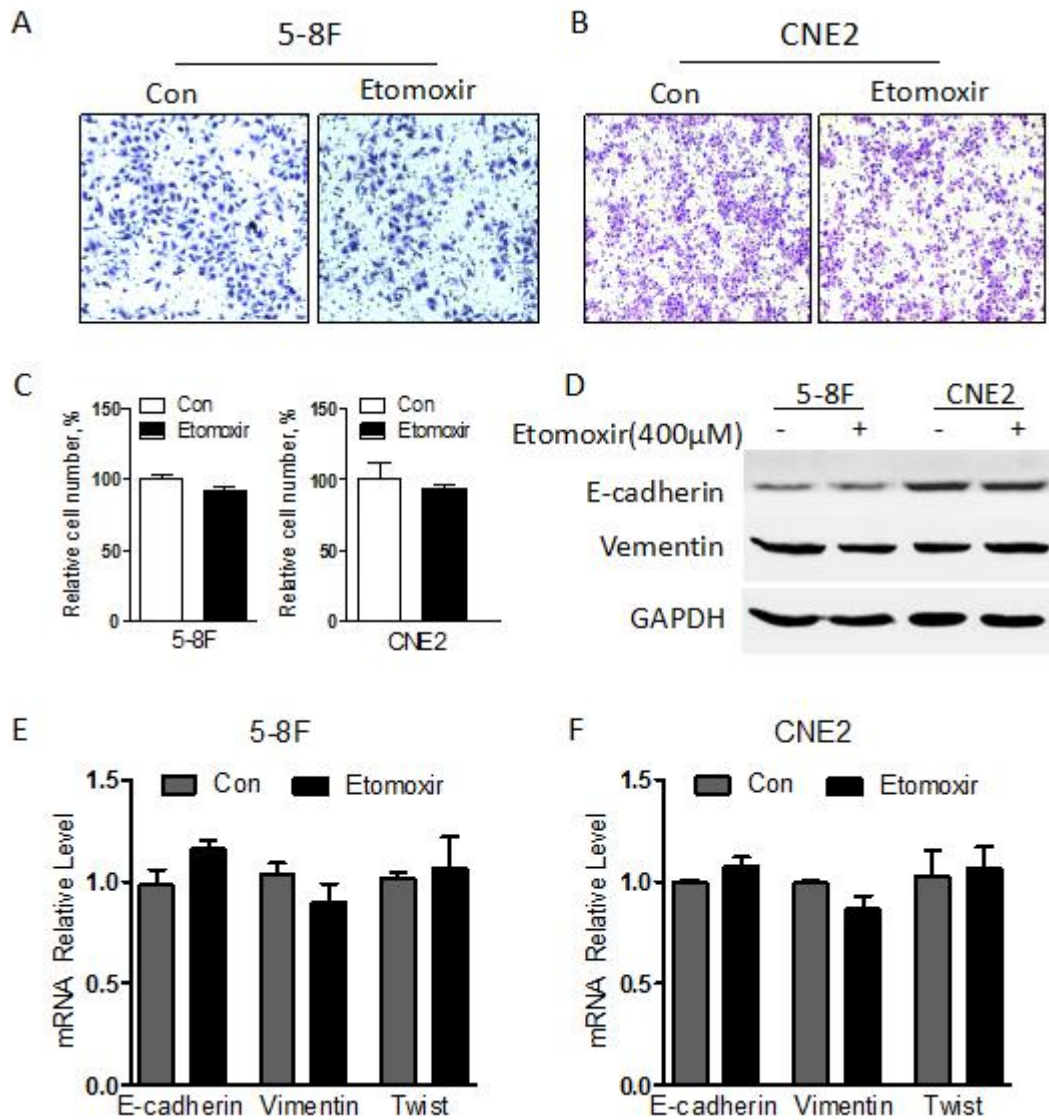 A
5-8F
Con
Etomoxir
B
CNE2
Con
Etomoxir
C
Relative cell number, %
150
100
50
0
Con
Etomoxir
5-8F
Relative cell number, %
150
100
50
0
Con
Etomoxir
CNE2
D
5-8F CNE2
Etomoxir(400μM) - + - +
E-cadherin
Vementin
GAPDH
E
5-8F
mRNA Relative Level
1.5
1.0
0.5
0.0
Con Etomoxir
E-cadherin Vimentin Twist
F
CNE2
mRNA Relative Level
1.5
1.0
0.5
0.0
Con Etomoxir
E-cadherin Vimentin Twist